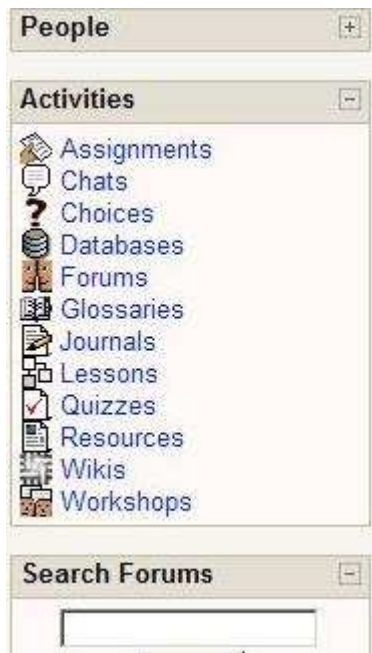 People
Activities
Assignments
Chats
Choices
Databases
Forums
Glossaries
Journals
Lessons
Quizzes
Resources
Wikis
Workshops
Search Forums